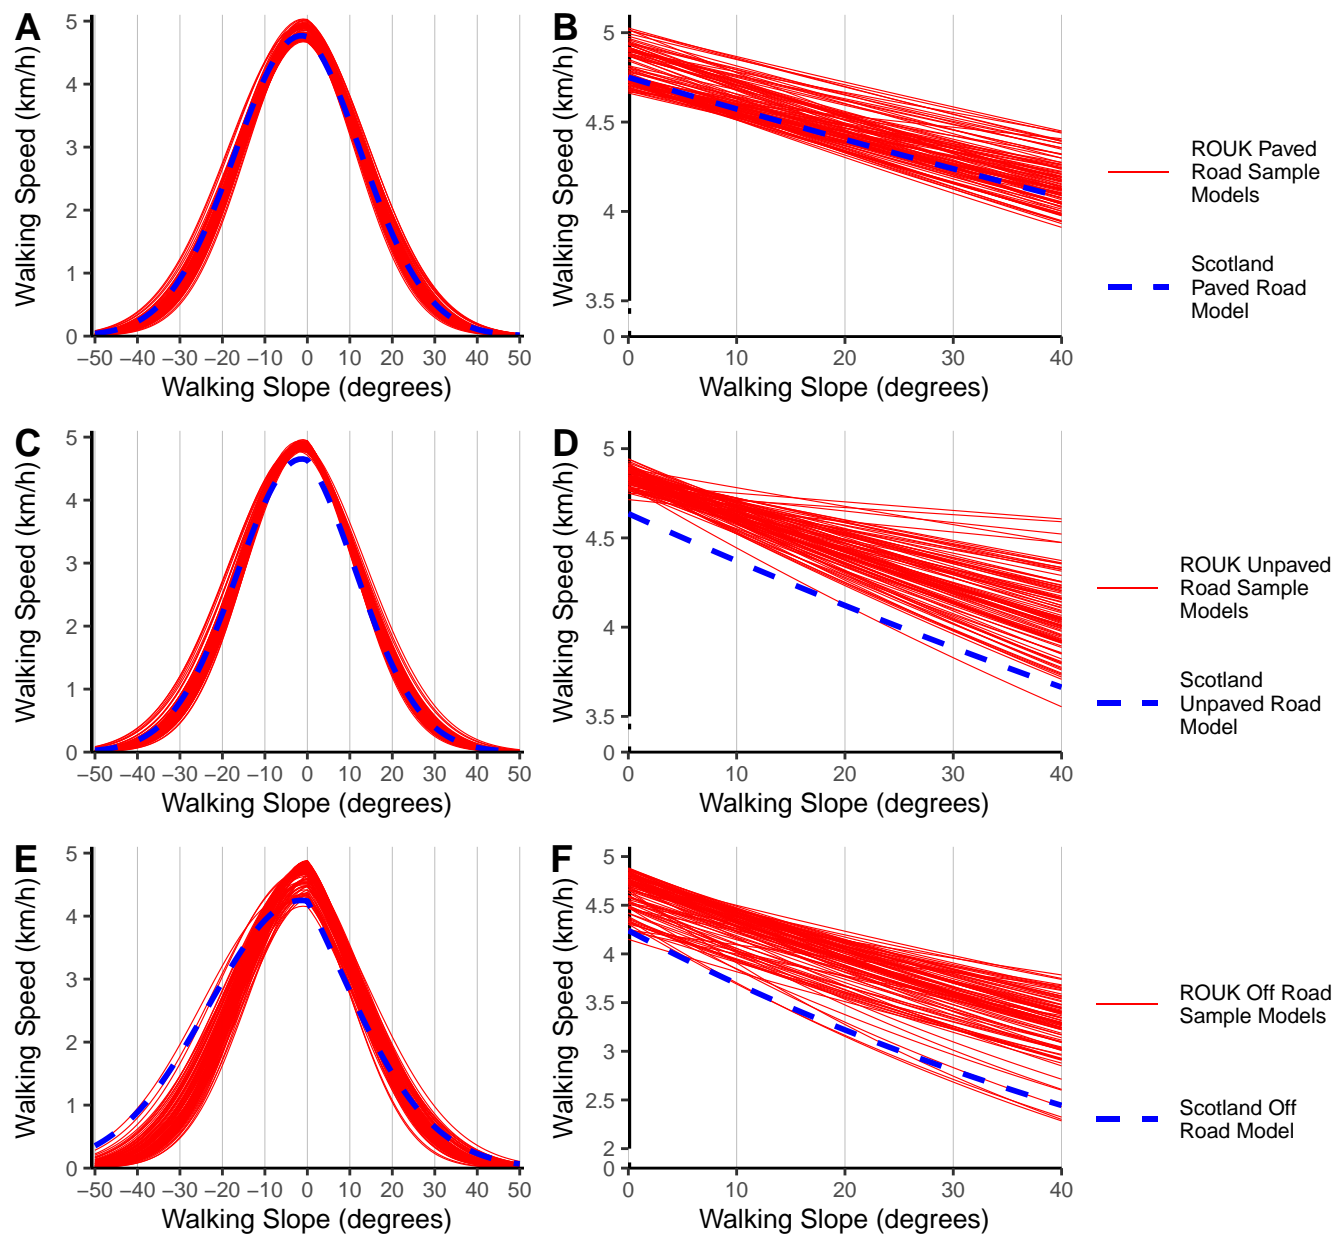 A
Walking Speed (km/h)
5
4
3
2
1
0
−50 −40 −30 −20 −10 0 10 20 30 40 50
Walking Slope (degrees)
B
Walking Speed (km/h)
5
4.5
4
3.5
0
0 10 20 30 40
Walking Slope (degrees)
ROUK Paved
Road Sample
Models
Scotland
Paved Road
Model
C
Walking Speed (km/h)
5
4
3
2
1
0
−50 −40 −30 −20 −10 0 10 20 30 40 50
Walking Slope (degrees)
D
Walking Speed (km/h)
5
4.5
4
3.5
0
0 10 20 30 40
Walking Slope (degrees)
ROUK Unpaved
Road Sample
Models
Scotland
Unpaved Road
Model
E
Walking Speed (km/h)
5
4
3
2
1
0
−50 −40 −30 −20 −10 0 10 20 30 40 50
Walking Slope (degrees)
F
Walking Speed (km/h)
5
4.5
4
3.5
3
2.5
2
0
0 10 20 30 40
Walking Slope (degrees)
ROUK Off Road
Sample Models
Scotland Off
Road Model